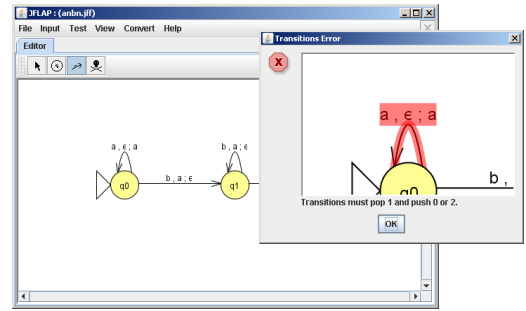 JFLAP : (anbn.jff)
File Input Test View Convert Help
Editor
a , ϵ ; a
b , a ; ϵ
b , a ; ϵ
q0
q1
Transitions Error
X
a , ϵ ; a
b ,
q0
Transitions must pop 1 and push 0 or 2.
OK